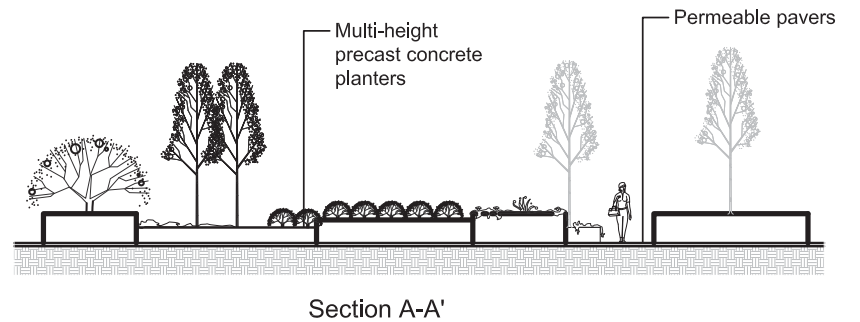 Multi-height
precast concrete
planters
Permeable pavers
Section A-A'